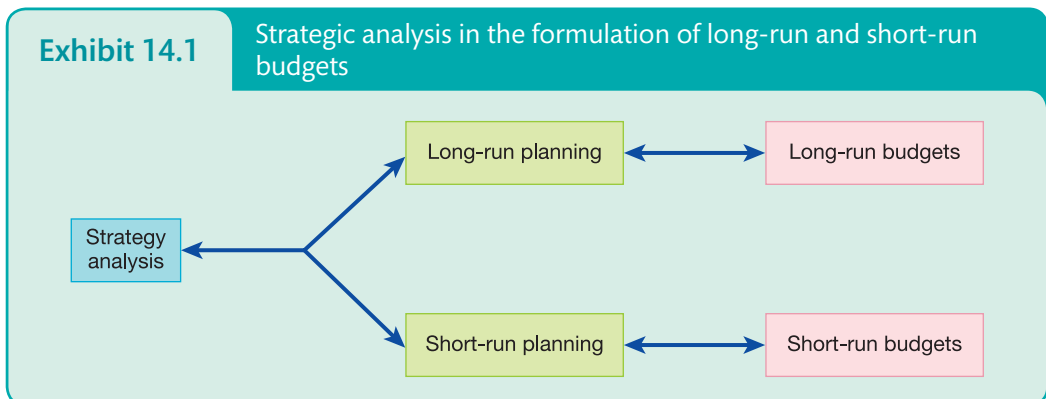 Exhibit 14.1
Strategic analysis in the formulation of long-run and short-run
budgets
Long-run planning
Long-run budgets
Strategy
analysis
Short-run planning
Short-run budgets